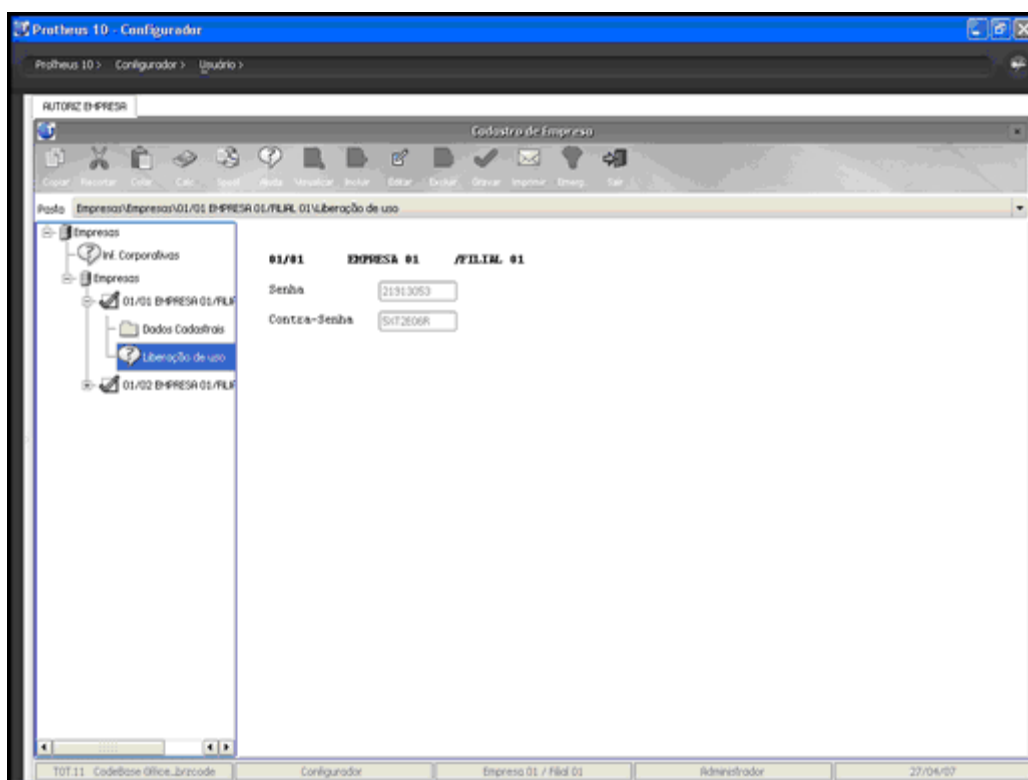 Protheus 10 - Configurador
Protheus 10 > Configurador > Usuário >
AUTORIZ EMPRESA
Cadastro de Empresa
Copiar Recortar Colar Calc. Spool Ajuda Visualizar Incluir Editar Excluir Gravar Imprimir Emerg. Sair
Pasta Empresas\Empresas\01/01 EMPRESA 01/FILIAL 01\Liberação de uso
Empresas
Inf. Corporativas
Empresas
01/01 EMPRESA 01/FILI
Dados Cadastrais
Liberação de uso
01/02 EMPRESA 01/FILI
01/01 EMPRESA 01 /FILIAL 01
Senha 21913053
Contra-Senha SXT2E06R
TOT.11 CodeBase Office Configurador Empresa 01 / Filial 01 Administrador 27/04/07